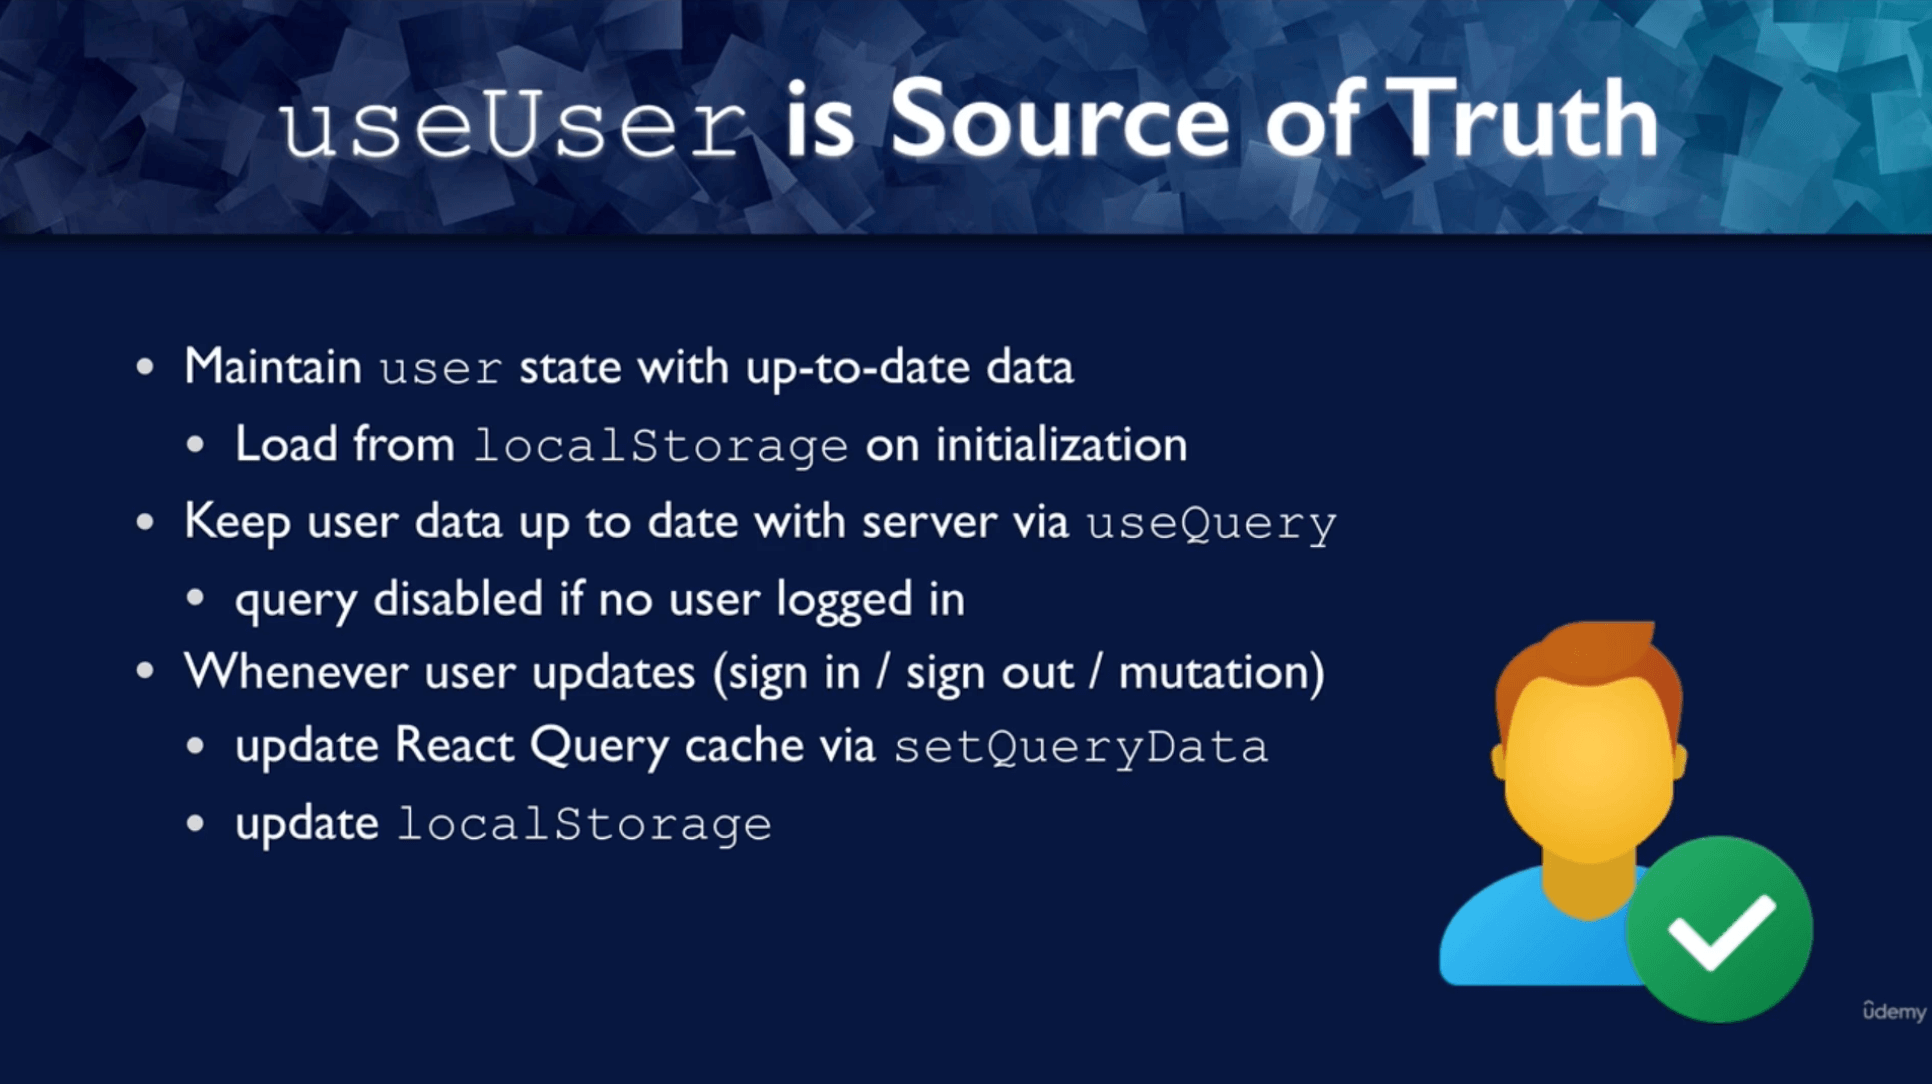 useUser is Source of Truth
• Maintain user state with up-to-date data
• Load from localStorage on initialization
• Keep user data up to date with server via useQuery
• query disabled if no user logged in
• Whenever user updates (sign in / sign out / mutation)
• update React Query cache via setQueryData
• update localStorage
ûdemy